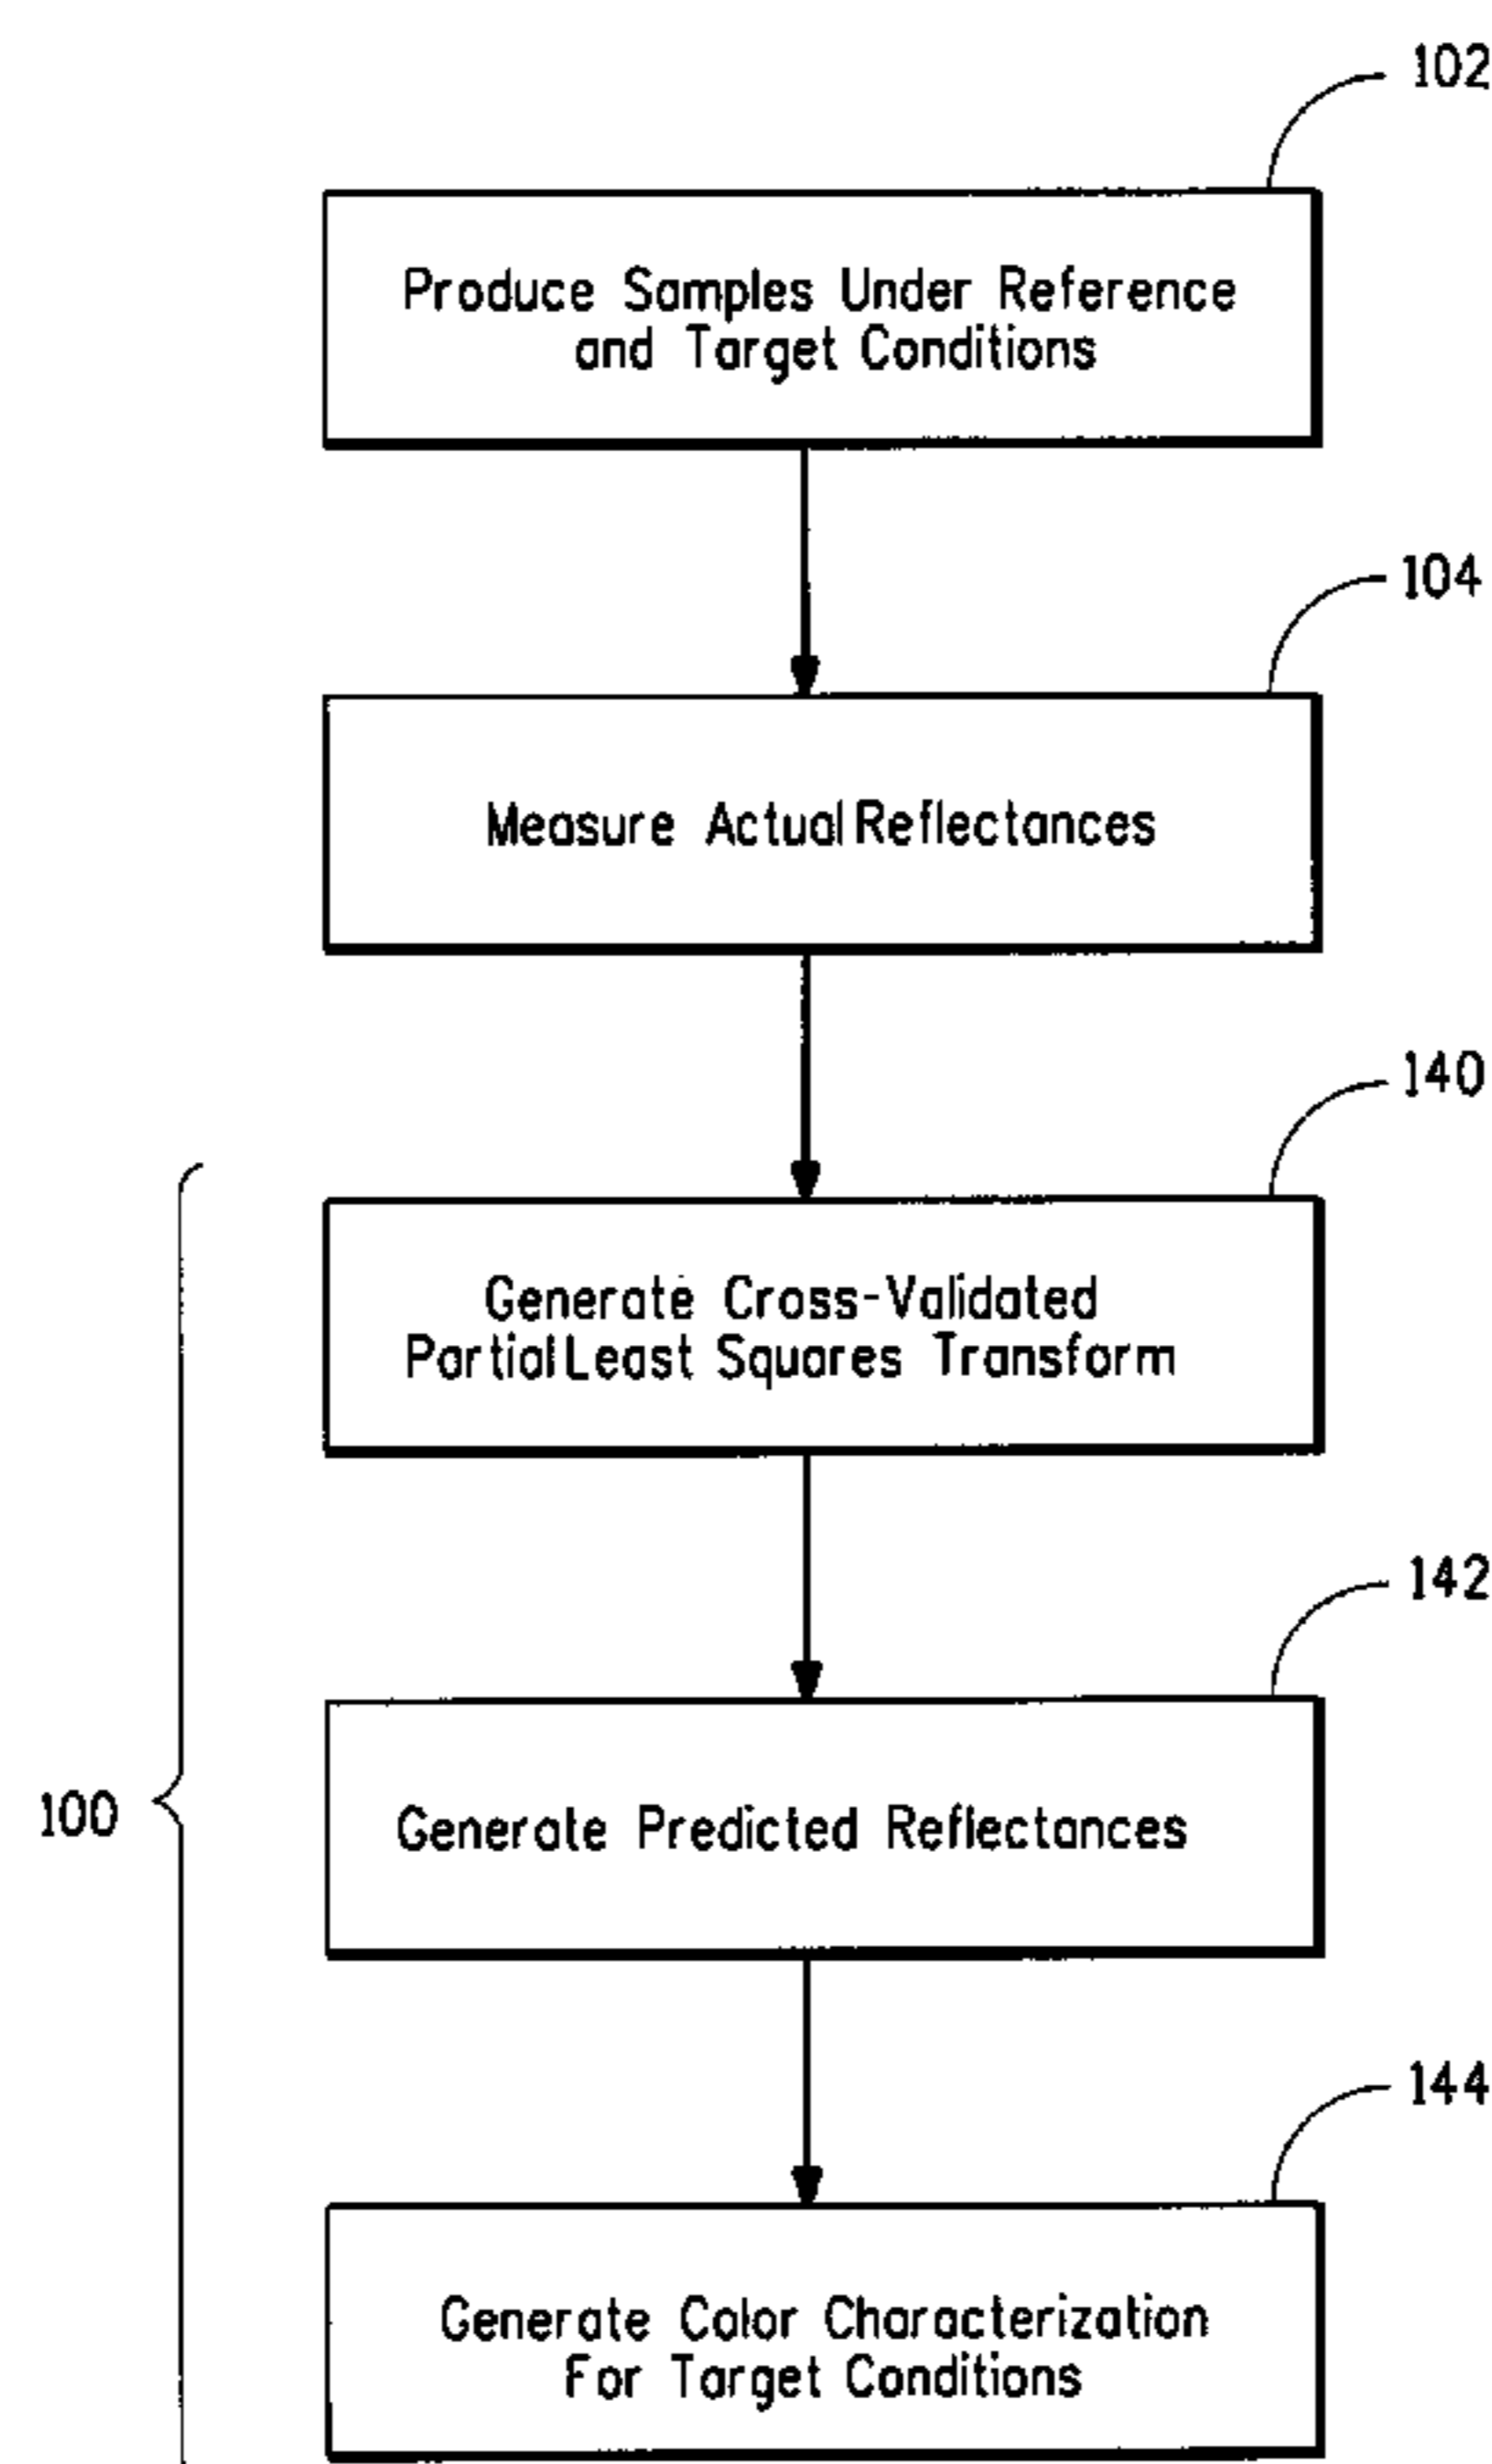 102
Produce Samples Under Reference
and Target Conditions
104
Measure Actual Reflectances
140
Generate Cross-Validated
Partial Least Squares Transform
142
100
Generate Predicted Reflectances
144
Generate Color Characterization
For Target Conditions